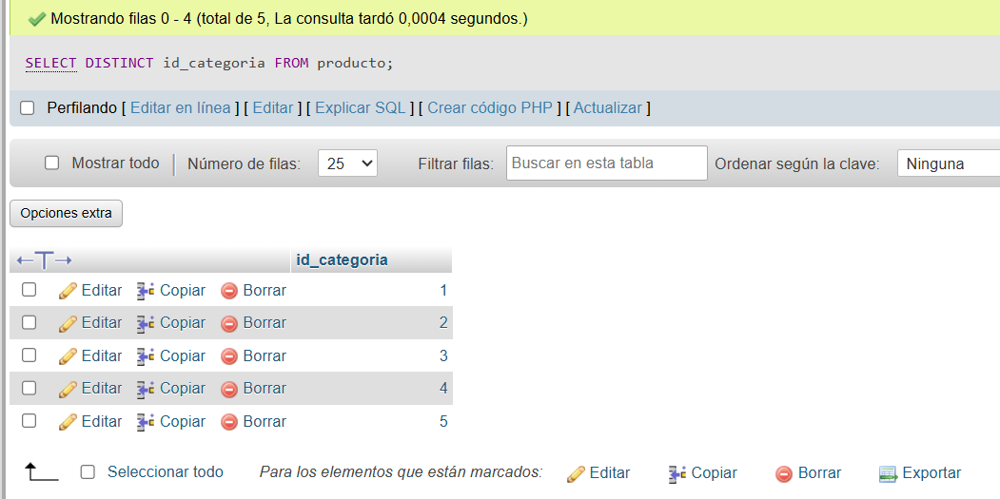 Mostrando filas 0 - 4 (total de 5, La consulta tardó 0,0004 segundos.)
SELECT DISTINCT id_categoria FROM producto;
Perfilando [ Editar en línea ] [ Editar ] [ Explicar SQL ] [ Crear código PHP ] [ Actualizar ]
Mostrar todo Número de filas: 25 Filtrar filas: Buscar en esta tabla Ordenar según la clave: Ninguna
Opciones extra
id_categoria
Editar Copiar Borrar 1
Editar Copiar Borrar 2
Editar Copiar Borrar 3
Editar Copiar Borrar 4
Editar Copiar Borrar 5
Seleccionar todo Para los elementos que están marcados: Editar Copiar Borrar Exportar